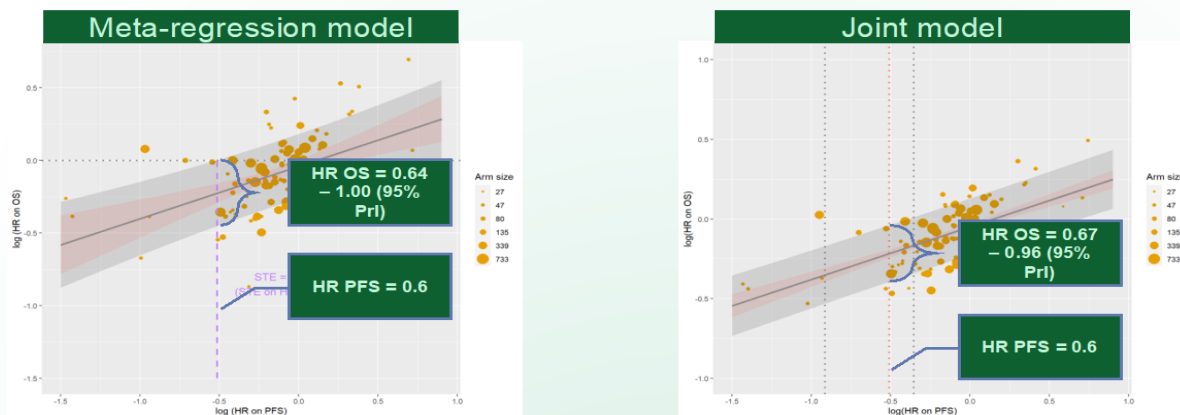 Meta-regression model
0.5
0.0
-0.5
-1.0
-1.5
-1.5
-1.0
-0.5
0.0
0.5
1.0
log(HR on OS)
log (HR on PFS)
HR OS = 0.64
– 1.00 (95%
PrI)
STE =
(STE on H
HR PFS = 0.6
Arm size
27
47
80
135
339
733
Joint model
1.0
0.5
0.0
-0.5
-1.0
-1.5
-1.0
-0.5
0.0
0.5
1.0
log(HR on OS)
log(HR on PFS)
HR OS = 0.67
– 0.96 (95%
PrI)
HR PFS = 0.6
Arm size
27
47
80
135
339
733